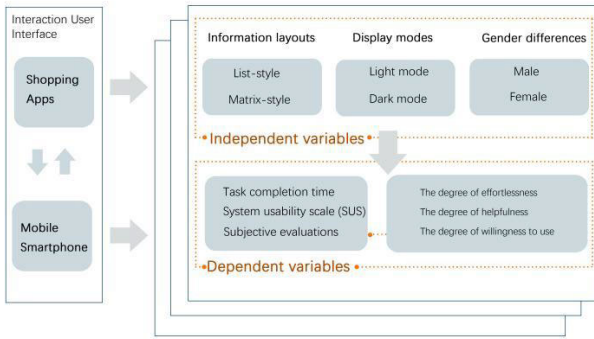 Interaction User
Interface
Shopping
Apps
Mobile
Smartphone
Information layouts
Display modes
Gender differences
List-style
Matrix-style
Light mode
Dark mode
Male
Female
Independent variables
Task completion time
System usability scale (SUS)
Subjective evaluations
The degree of effortlessness
The degree of helpfulness
The degree of willingness to use
Dependent variables